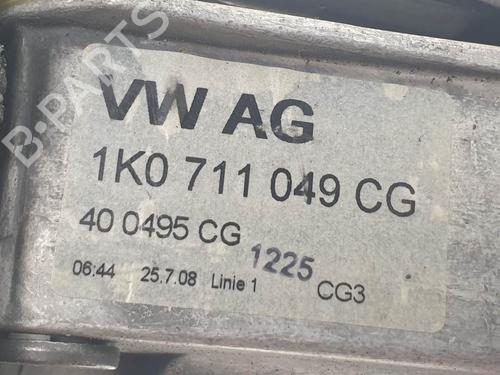 B-PARTS
VW AG
1K0 711 049 CG
40 0495 CG 1225
06:44 25.7.08 Linie 1 CG3